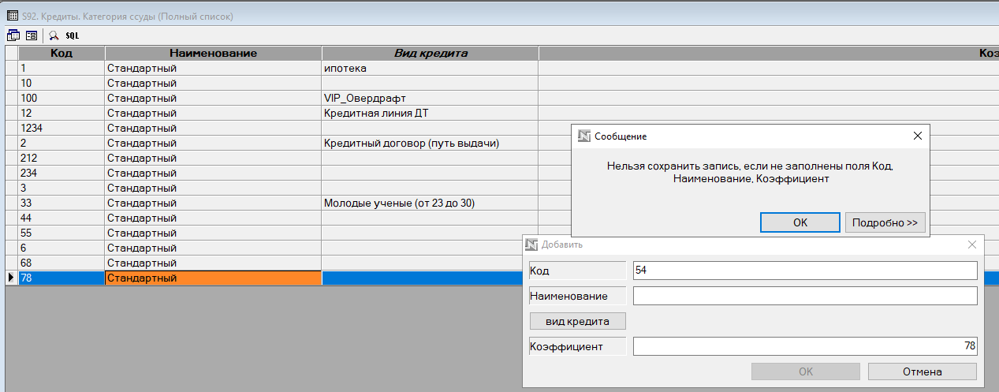 S92. Кредиты. Категория ссуды (Полный список)
SQL
Код Наименование Вид кредита Коэ
1 Стандартный ипотека
10 Стандартный
100 Стандартный VIP_Овердрафт
12 Стандартный Кредитная линия ДТ
1234 Стандартный
2 Стандартный Кредитный договор (путь выдачи)
212 Стандартный
234 Стандартный
3 Стандартный
33 Стандартный Молодые ученые (от 23 до 30)
44 Стандартный
55 Стандартный
6 Стандартный
68 Стандартный
78 Стандартный
Сообщение
Нельзя сохранить запись, если не заполнены поля Код,
Наименование, Коэффициент
ОК Подробно >>
Добавить
Код 54
Наименование
вид кредита
Коэффициент 78
ОК Отмена